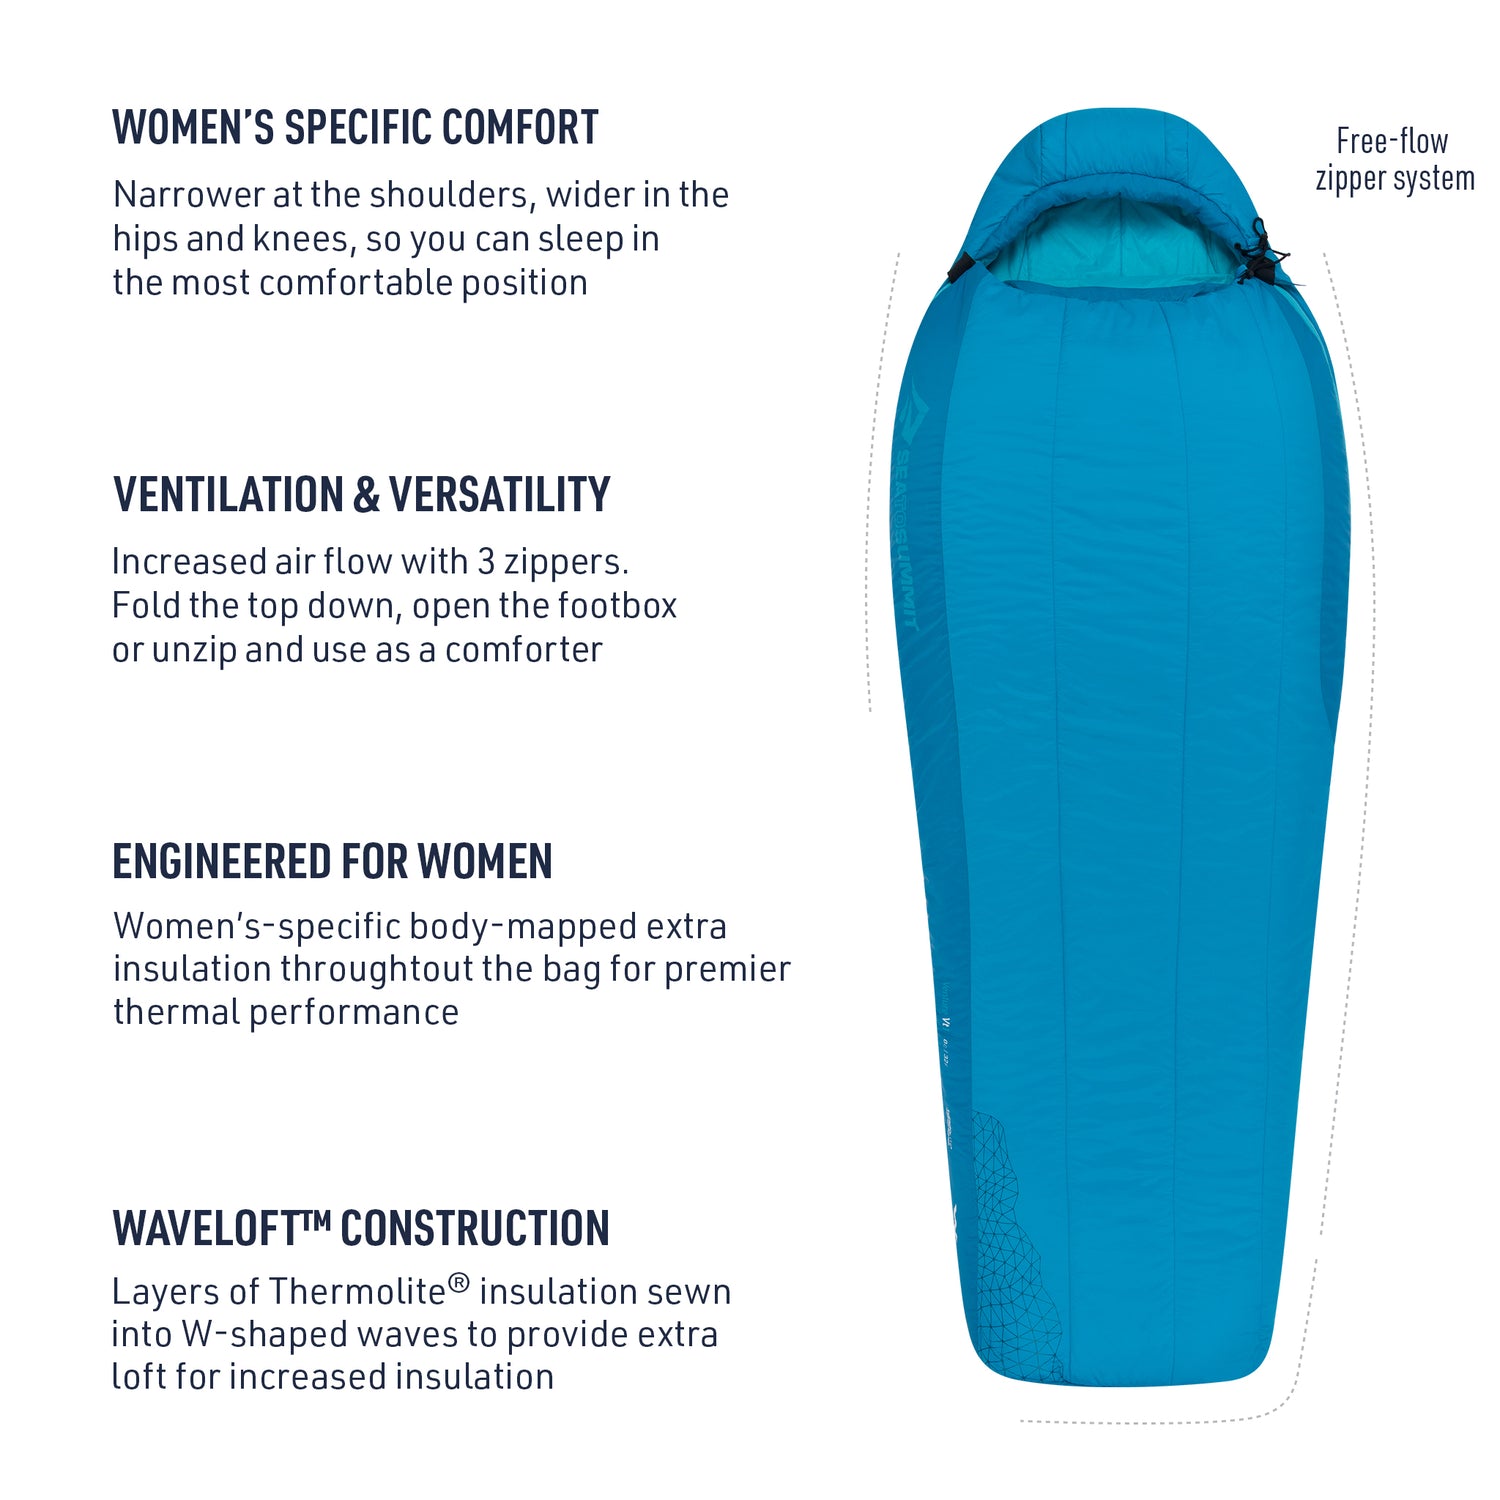 WOMEN'S SPECIFIC COMFORT
Narrower at the shoulders, wider in the
hips and knees, so you can sleep in
the most comfortable position
VENTILATION & VERSATILITY
Increased air flow with 3 zippers.
Fold the top down, open the footbox
or unzip and use as a comforter
ENGINEERED FOR WOMEN
Women's-specific body-mapped extra
insulation throughtout the bag for premier
thermal performance
WAVELOFT™ CONSTRUCTION
Layers of Thermolite® insulation sewn
into W-shaped waves to provide extra
loft for increased insulation
Free-flow
zipper system
SEATOSUMMIT
Vt